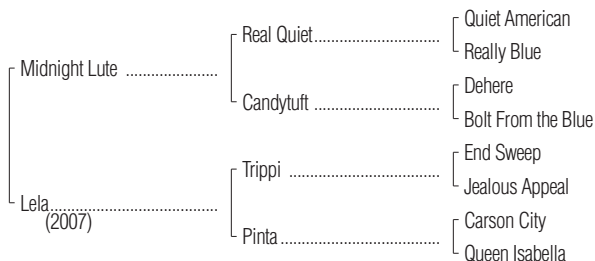 Quiet American
Real Quiet........................................
Really Blue
Midnight Lute ......................
Dehere
Candytuft ........................................
Bolt From the Blue
End Sweep
Trippi ........................................
Jealous Appeal
Lela........................................
(2007)
Carson City
Pinta........................................
Queen Isabella